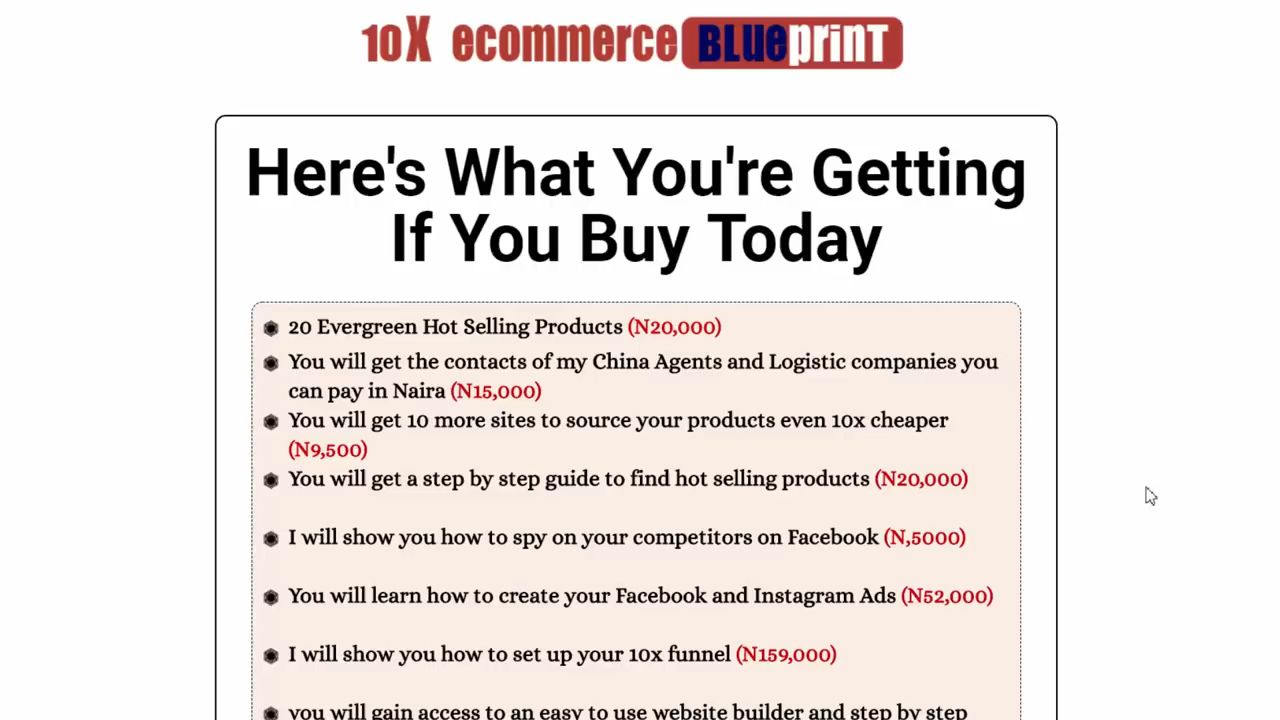 10X ecommerce BLueprinT
Here's What You're Getting
If You Buy Today
20 Evergreen Hot Selling Products (N20,000)
You will get the contacts of my China Agents and Logistic companies you
can pay in Naira (N15,000)
You will get 10 more sites to source your products even 10x cheaper
(N9,500)
You will get a step by step guide to find hot selling products (N20,000)
I will show you how to spy on your competitors on Facebook (N,5000)
You will learn how to create your Facebook and Instagram Ads (N52,000)
I will show you how to set up your 10x funnel (N159,000)
you will gain access to an easy to use website builder and step by step